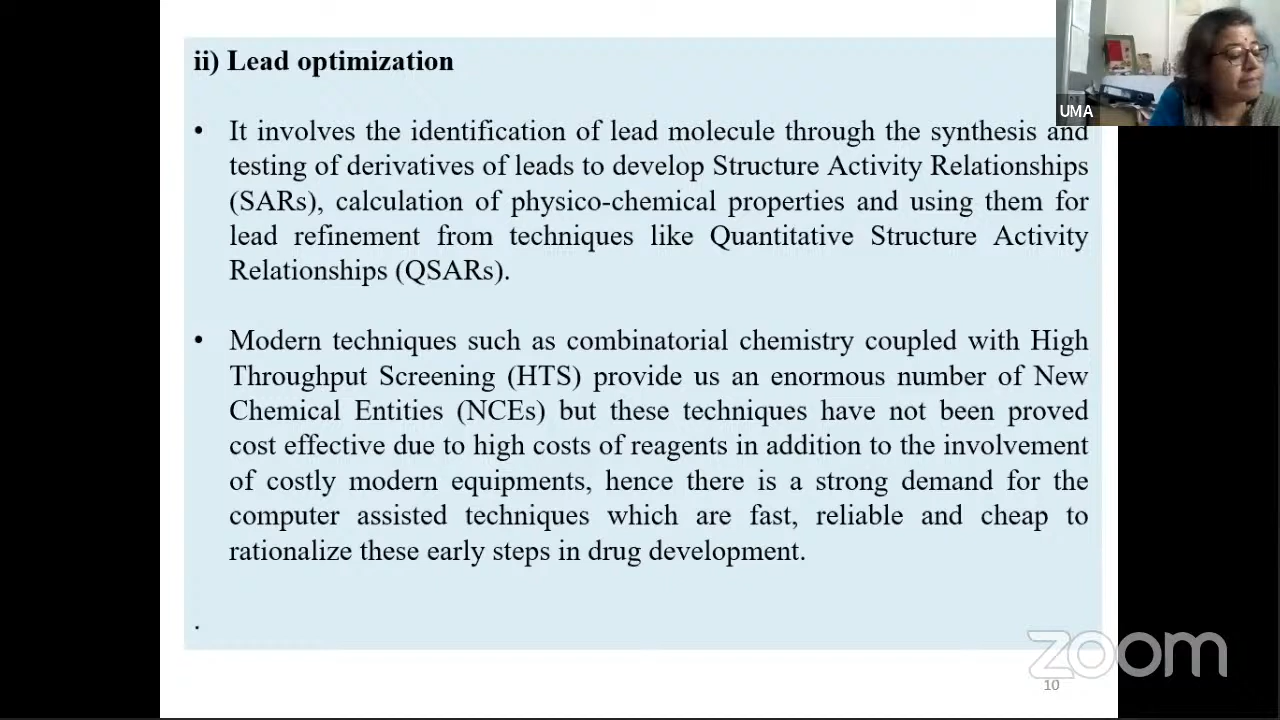 ii) Lead optimization
• It involves the identification of lead molecule through the synthesis and
testing of derivatives of leads to develop Structure Activity Relationships
(SARs), calculation of physico-chemical properties and using them for
lead refinement from techniques like Quantitative Structure Activity
Relationships (QSARs).
• Modern techniques such as combinatorial chemistry coupled with High
Throughput Screening (HTS) provide us an enormous number of New
Chemical Entities (NCEs) but these techniques have not been proved
cost effective due to high costs of reagents in addition to the involvement
of costly modern equipments, hence there is a strong demand for the
computer assisted techniques which are fast, reliable and cheap to
rationalize these early steps in drug development.
.
UMA
zoom
10